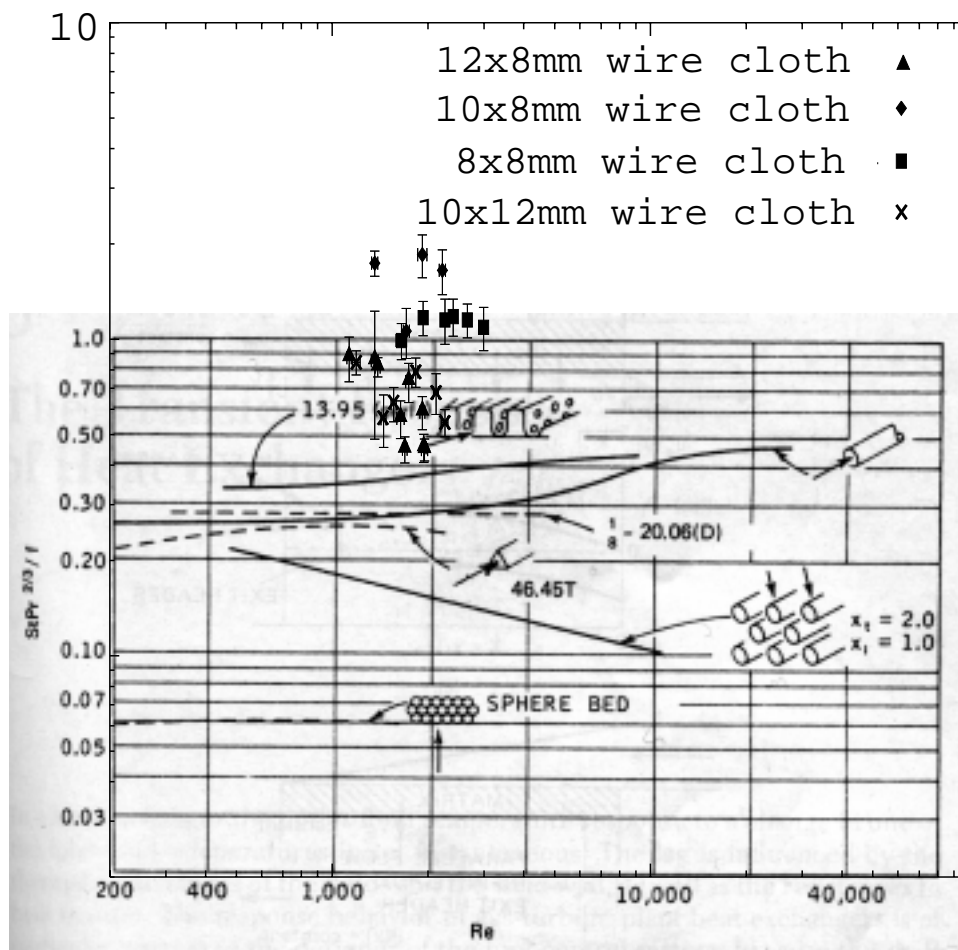 10
12x8mm wire cloth
10x8mm wire cloth
8x8mm wire cloth
10x12mm wire cloth
1.0
0.70
0.50
0.30
0.20
0.10
0.07
0.05
0.03
StPr 2/3 / f
13.95
1/8 – 20.06(D)
46.45T
xt = 2.0
xl = 1.0
SPHERE BED
200
400
1,000
10,000
40,000
Re